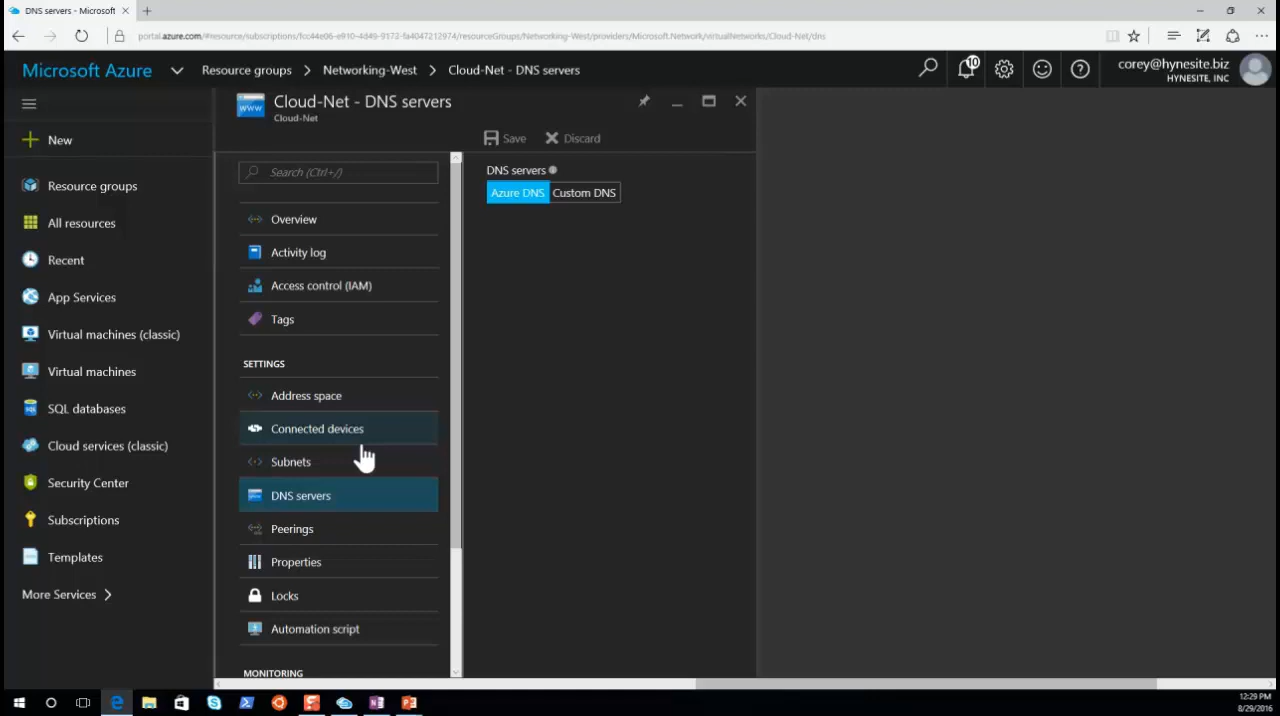 DNS servers - Microsoft
portal.azure.com/#resource/subscriptions/fcc44e06-e910-4d49-9172-fa4047212974/resourceGroups/Networking-West/providers/Microsoft.Network/virtualNetworks/Cloud-Net/dns
Microsoft Azure
Resource groups > Networking-West > Cloud-Net - DNS servers
10
corey@hynesite.biz
HYNESITE, INC
New
Resource groups
All resources
Recent
App Services
Virtual machines (classic)
Virtual machines
SQL databases
Cloud services (classic)
Security Center
Subscriptions
Templates
More Services >
www
Cloud-Net - DNS servers
Cloud-Net
Save
Discard
Search (Ctrl+/)
Overview
Activity log
Access control (IAM)
Tags
SETTINGS
Address space
Connected devices
Subnets
DNS servers
Peerings
Properties
Locks
Automation script
MONITORING
DNS servers
Azure DNS
Custom DNS
12:29 PM
8/29/2016